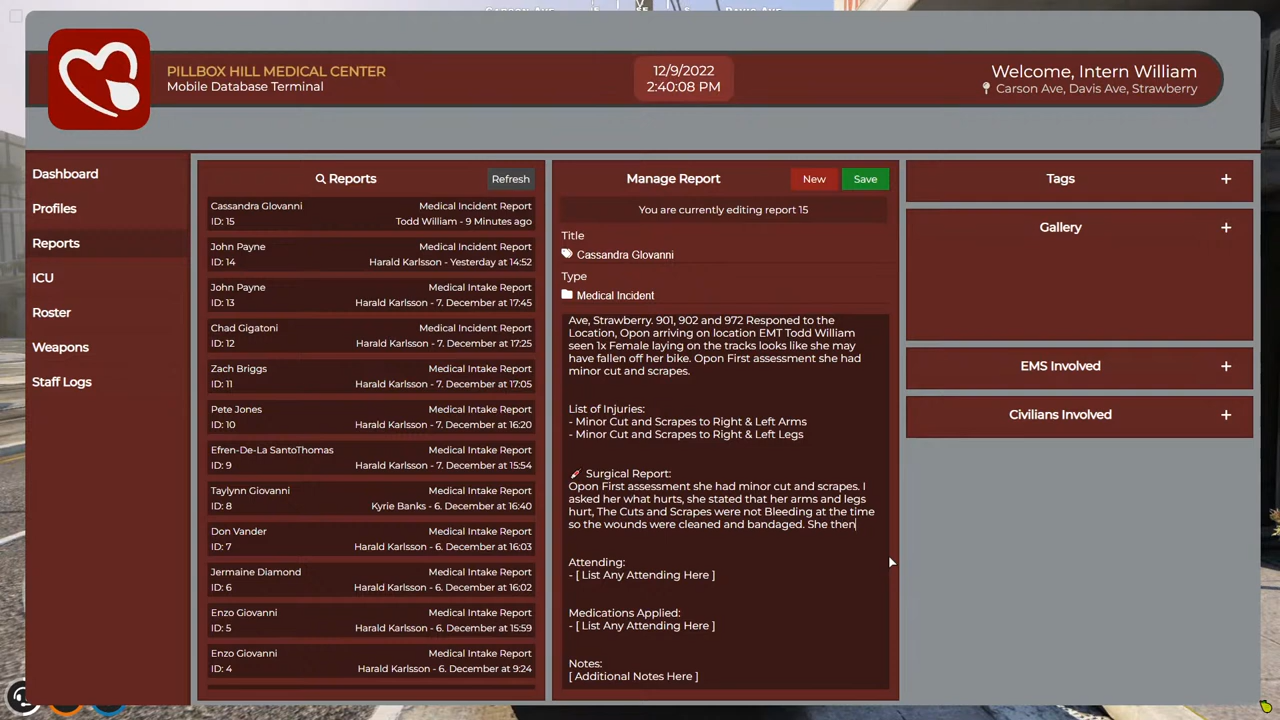 PILLBOX HILL MEDICAL CENTER
Mobile Database Terminal
12/9/2022
2:40:08 PM
Welcome, Intern William
Carson Ave, Davis Ave, Strawberry
Dashboard
Profiles
Reports
ICU
Roster
Weapons
Staff Logs
Reports
Refresh
Cassandra GIovanni
Medical Incident Report
ID: 15
Todd William - 9 Minutes ago
John Payne
Medical Incident Report
ID: 14
Harald Karlsson - Yesterday at 14:52
John Payne
Medical Intake Report
ID: 13
Harald Karlsson - 7. December at 17:45
Chad Gigatoni
Medical Incident Report
ID: 12
Harald Karlsson - 7. December at 17:25
Zach Briggs
Medical Intake Report
ID: 11
Harald Karlsson - 7. December at 17:05
Pete Jones
Medical Intake Report
ID: 10
Harald Karlsson - 7. December at 16:20
Efren-De-La SantoThomas
Medical Intake Report
ID: 9
Harald Karlsson - 7. December at 15:54
Taylynn Giovanni
Medical Intake Report
ID: 8
Kyrie Banks - 6. December at 16:40
Don Vander
Medical Intake Report
ID: 7
Harald Karlsson - 6. December at 16:03
Jermaine Diamond
Medical Intake Report
ID: 6
Harald Karlsson - 6. December at 16:02
Enzo Giovanni
Medical Intake Report
ID: 5
Harald Karlsson - 6. December at 15:59
Enzo Giovanni
Medical Intake Report
ID: 4
Harald Karlsson - 6. December at 9:24
Manage Report
New
Save
You are currently editing report 15
Title
Cassandra GIovanni
Type
Medical Incident
Ave, Strawberry. 901, 902 and 972 Responed to the
Location, Opon arriving on location EMT Todd William
seen 1x Female laying on the tracks looks like she may
have fallen off her bike. Opon First assessment she had
minor cut and scrapes.
List of Injuries:
- Minor Cut and Scrapes to Right & Left Arms
- Minor Cut and Scrapes to Right & Left Legs
Surgical Report:
Opon First assessment she had minor cut and scrapes. I
asked her what hurts, she stated that her arms and legs
hurt, The Cuts and Scrapes were not Bleeding at the time
so the wounds were cleaned and bandaged. She then
Attending:
- [ List Any Attending Here ]
Medications Applied:
- [ List Any Attending Here ]
Notes:
[ Additional Notes Here ]
Tags
+
Gallery
+
EMS Involved
+
Civilians Involved
+